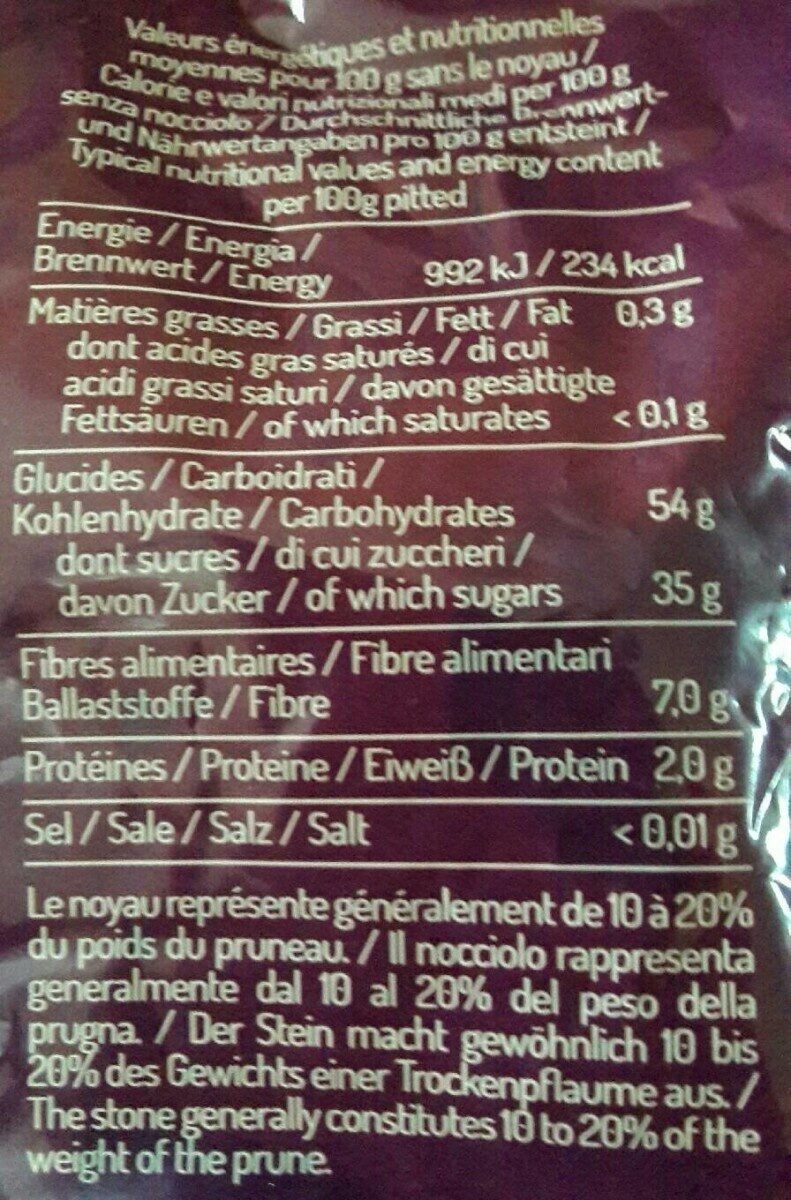 Valeurs énergétiques et nutritionnelles
moyennes pour 100 g sans le noyau /
Calorie e valori nutrizionali medi per 100 g
senza nocciolo / Durchschnittliche Brennwert-
und Nährwertangaben pro 100 g entsteint /
Typical nutritional values and energy content
per 100g pitted
Energie / Energia /
Brennwert / Energy 992 kJ / 234 kcal
Matières grasses / Grassi / Fett / Fat 0,3 g
dont acides gras saturés / di cui
acidi grassi saturi / davon gesättigte
Fettsäuren / of which saturates < 0,1 g
Glucides / Carboidrati /
Kohlenhydrate / Carbohydrates 54 g
dont sucres / di cui zuccheri /
davon Zucker / of which sugars 35 g
Fibres alimentaires / Fibre alimentari
Ballaststoffe / Fibre 7,0 g
Protéines / Proteine / Eiweiß / Protein 2,0 g
Sel / Sale / Salz / Salt < 0,01 g
Le noyau représente généralement de 10 à 20%
du poids du pruneau. / Il nocciolo rappresenta
generalmente dal 10 al 20% del peso della
prugna. / Der Stein macht gewöhnlich 10 bis
20% des Gewichts einer Trockenpflaume aus. /
The stone generally constitutes 10 to 20% of the
weight of the prune.